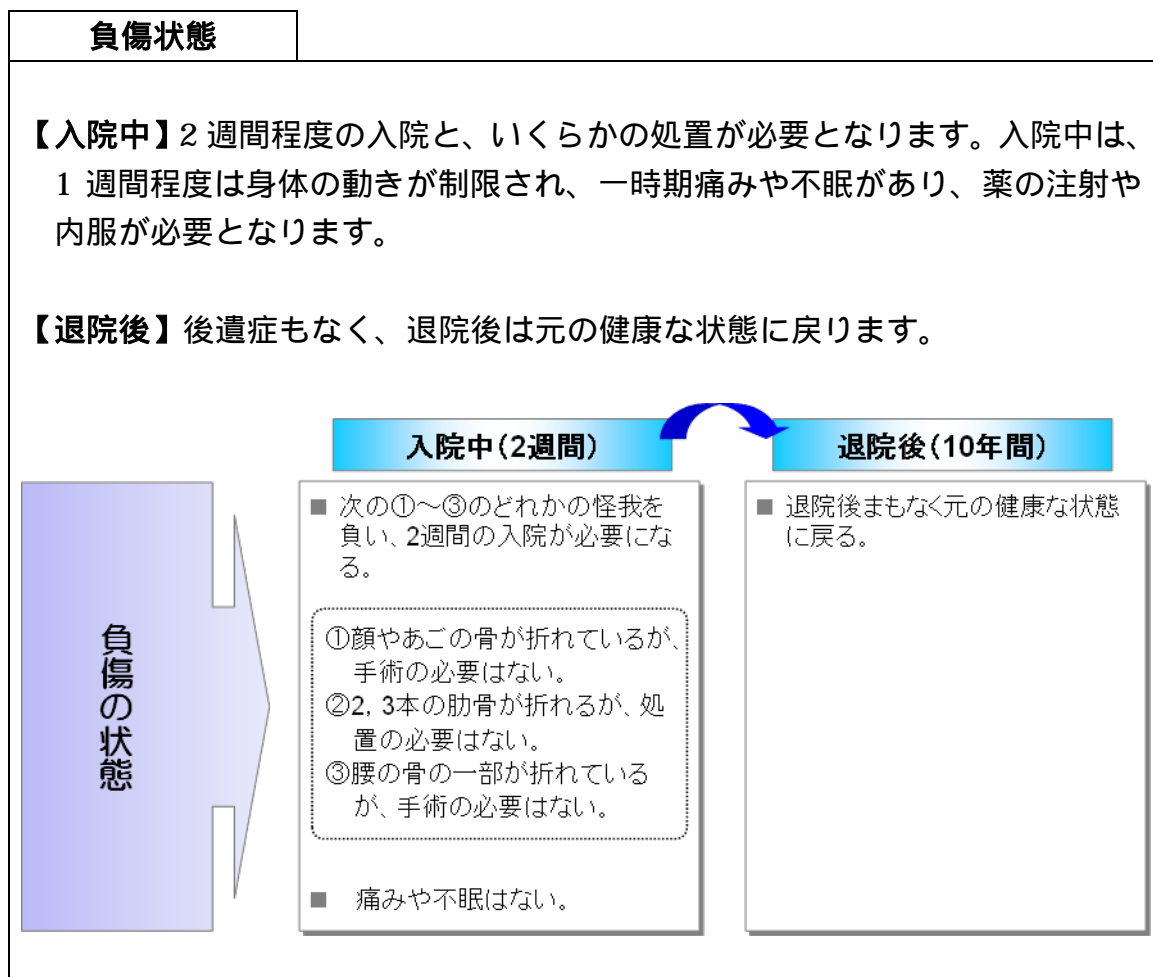 負傷状態
【入院中】2 週間程度の入院と、いくらかの処置が必要となります。入院中は、
1 週間程度は身体の動きが制限され、一時期痛みや不眠があり、薬の注射や
内服が必要となります。
【退院後】後遺症もなく、退院後は元の健康な状態に戻ります。
入院中(2週間)
退院後(10年間)
負傷の状態
■ 次の①～③のどれかの怪我を
負い、2週間の入院が必要にな
る。
①顔やあごの骨が折れているが、
手術の必要はない。
②2, 3本の肋骨が折れるが、処
置の必要はない。
③腰の骨の一部が折れている
が、手術の必要はない。
■ 痛みや不眠はない。
■ 退院後まもなく元の健康な状態
に戻る。